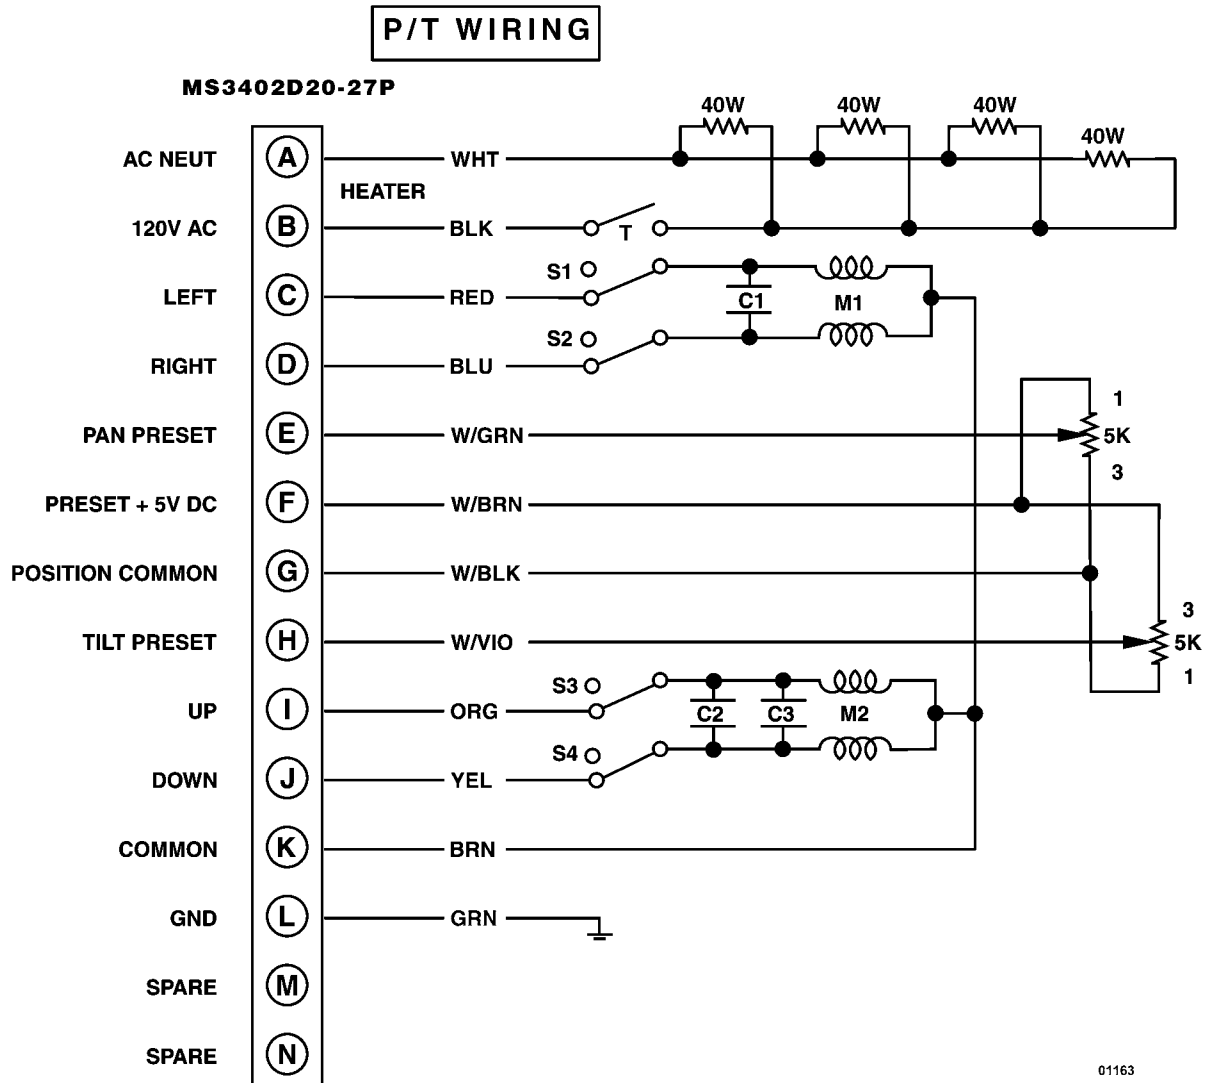 P/T WIRING
MS3402D20-27P
40W 40W 40W
40W
AC NEUT A WHT
HEATER
120V AC B BLK T
S1
LEFT C RED C1 M1
S2
RIGHT D BLU
1
PAN PRESET E W/GRN 5K
3
PRESET + 5V DC F W/BRN
POSITION COMMON G W/BLK
3
TILT PRESET H W/VIO 5K
1
S3
UP I ORG C2 C3 M2
S4
DOWN J YEL
COMMON K BRN
GND L GRN
SPARE M
SPARE N
01163